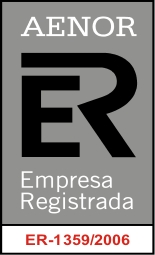 AENOR
ER
Empresa
Registrada
ER-1359/2006